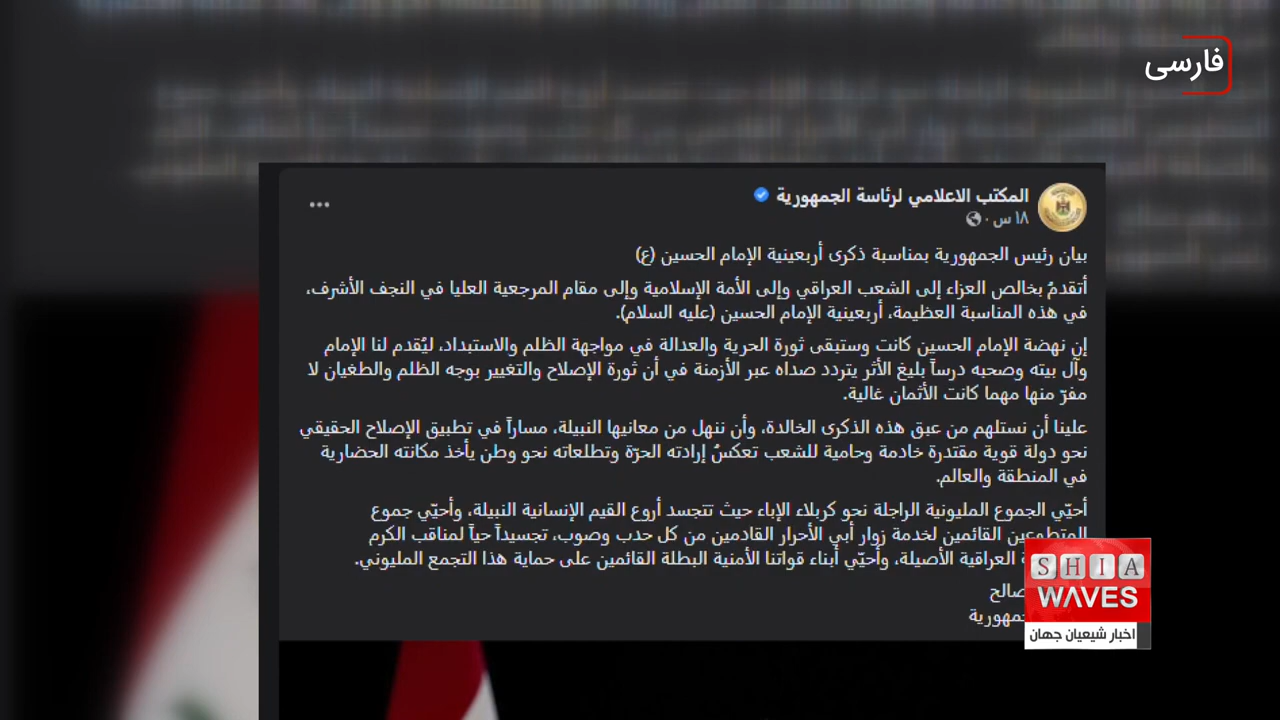 فارسی
المكتب الاعلامي لرئاسة الجمهورية
١٨ س ·
بيان رئيس الجمهورية بمناسبة ذكرى أربعينية الإمام الحسين (ع)
أتقدمُ بخالص العزاء إلى الشعب العراقي وإلى الأمة الإسلامية وإلى مقام المرجعية العليا في النجف الأشرف،
في هذه المناسبة العظيمة، أربعينية الإمام الحسين (عليه السلام).
إن نهضة الإمام الحسين كانت وستبقى ثورة الحرية والعدالة في مواجهة الظلم والاستبداد، ليُقدم لنا الإمام
وآل بيته وصحبه درساً بليغ الأثر يتردد صداه عبر الأزمنة في أن ثورة الإصلاح والتغيير بوجه الظلم والطغيان لا
مفرّ منها مهما كانت الأثمان غالية.
علينا أن نستلهم من عبق هذه الذكرى الخالدة، وأن ننهل من معانيها النبيلة، مساراً في تطبيق الإصلاح الحقيقي
نحو دولة قوية مقتدرة خادمة وحامية للشعب تعكسُ إرادته الحرّة وتطلعاته نحو وطن يأخذ مكانته الحضارية
في المنطقة والعالم.
أحيّي الجموع المليونية الراجلة نحو كربلاء الإباء حيث تتجسد أروع القيم الإنسانية النبيلة، وأحيّي جموع
المتطوعين القائمين لخدمة زوار أبي الأحرار القادمين من كل حدب وصوب، تجسيداً حياً لمناقب الكرم
العراقية الأصيلة، وأحيّي أبناء قواتنا الأمنية البطلة القائمين على حماية هذا التجمع المليوني.
صالح
SHIA
WAVES
اخبار شیعیان جهان